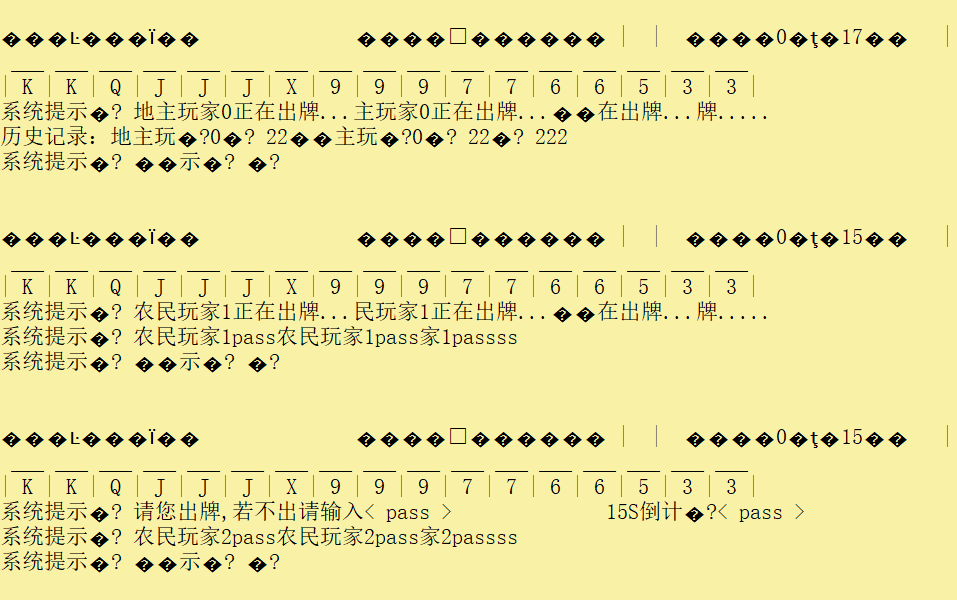 ���Ŀ���Ϊ�� ����□������ | | ����0�ţ�17�� |
| K | K | Q | J | J | J | X | 9 | 9 | 9 | 7 | 7 | 6 | 6 | 5 | 3 | 3 |
系统提示�? 地主玩家0正在出牌...主玩家0正在出牌...��在出牌...牌.....
历史记录：地主玩�?0�? 22��主玩�?0�? 22�? 222
系统提示�? ��示�? �?
���Ŀ���Ϊ�� ����□������ | | ����0�ţ�15�� |
| K | K | Q | J | J | J | X | 9 | 9 | 9 | 7 | 7 | 6 | 6 | 5 | 3 | 3 |
系统提示�? 农民玩家1正在出牌...民玩家1正在出牌...��在出牌...牌.....
系统提示�? 农民玩家1pass农民玩家1pass家1passss
系统提示�? ��示�? �?
���Ŀ���Ϊ�� ����□������ | | ����0�ţ�15�� |
| K | K | Q | J | J | J | X | 9 | 9 | 9 | 7 | 7 | 6 | 6 | 5 | 3 | 3 |
系统提示�? 请您出牌,若不出请输入< pass > 15S倒计�?< pass >
系统提示�? 农民玩家2pass农民玩家2pass家2passss
系统提示�? ��示�? �?